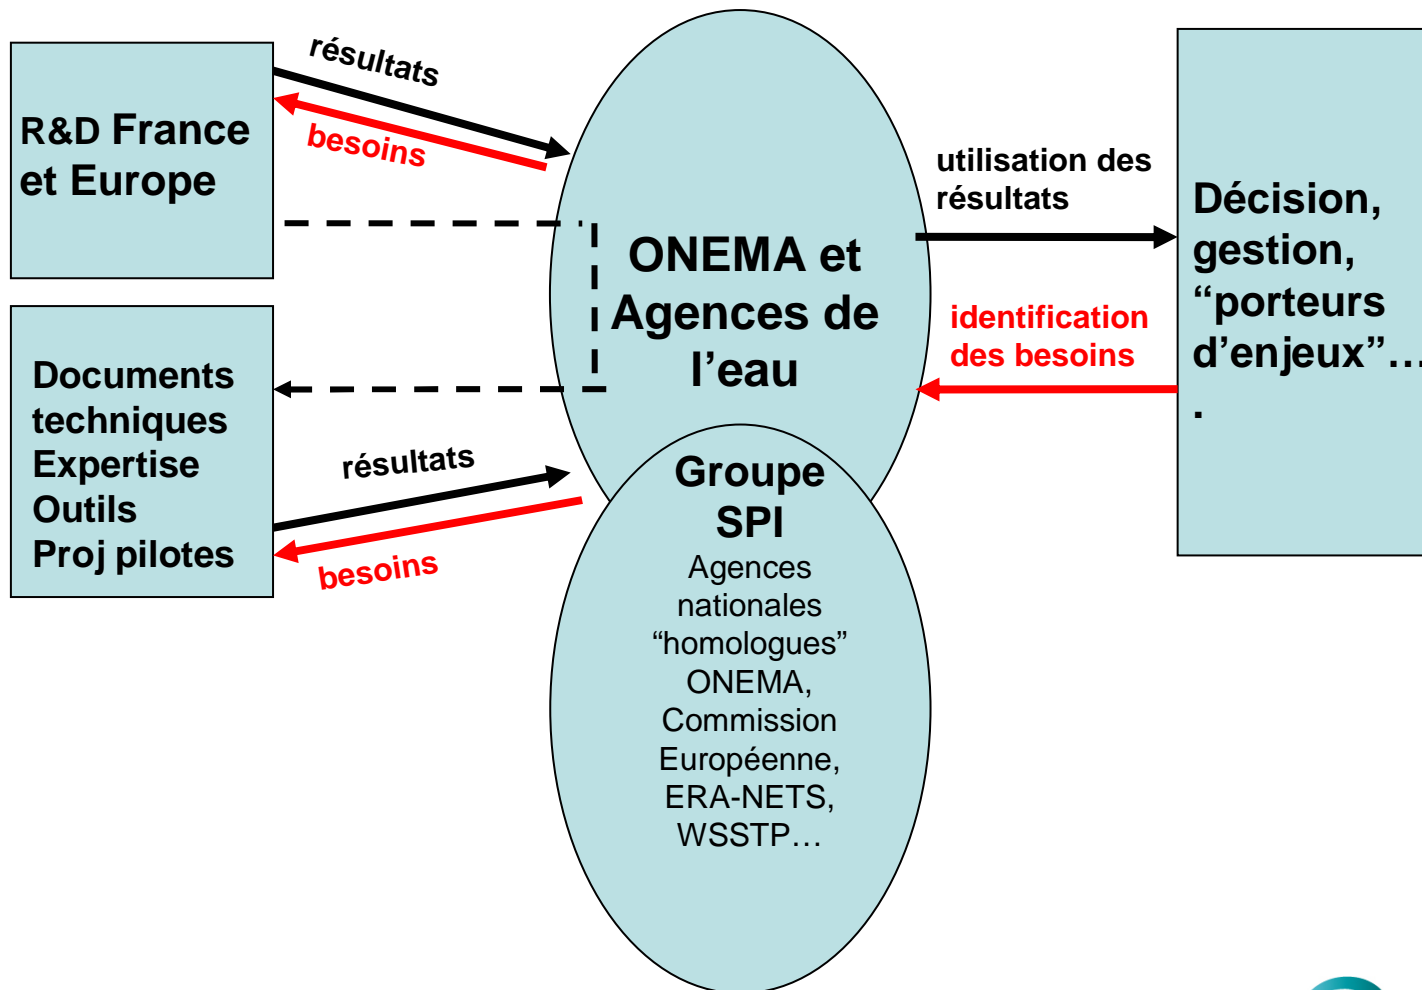 résultats
besoins
R&D France
et Europe
Documents
techniques
Expertise
Outils
Proj pilotes
résultats
besoins
ONEMA et
Agences de
l’eau
Groupe
SPI
Agences
nationales
“homologues”
ONEMA,
Commission
Européenne,
ERA-NETS,
WSSTP…
utilisation des
résultats
identification
des besoins
Décision,
gestion,
“porteurs
d’enjeux”…
.